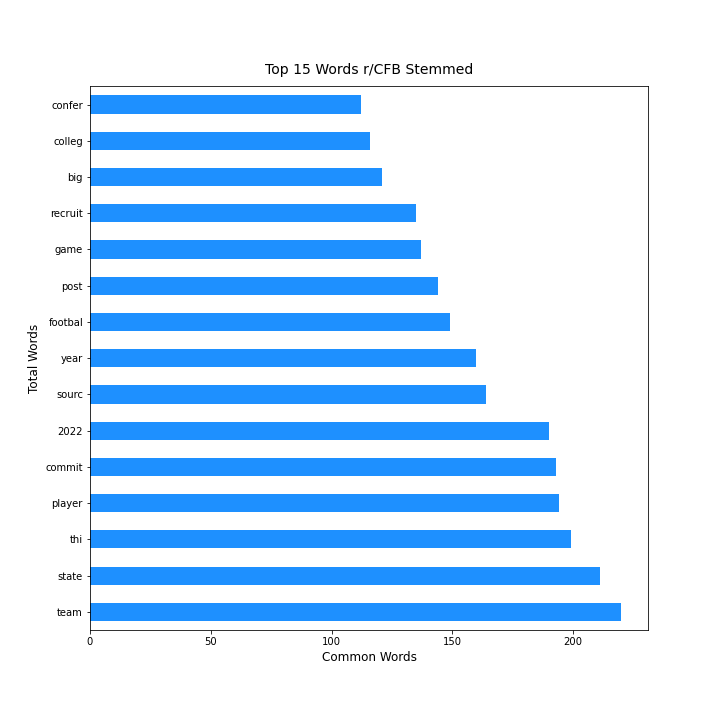 Top 15 Words r/CFB Stemmed
confer
colleg
big
recruit
game
post
footbal
year
sourc
2022
commit
player
thi
state
team
Total Words
0 50 100 150 200
Common Words